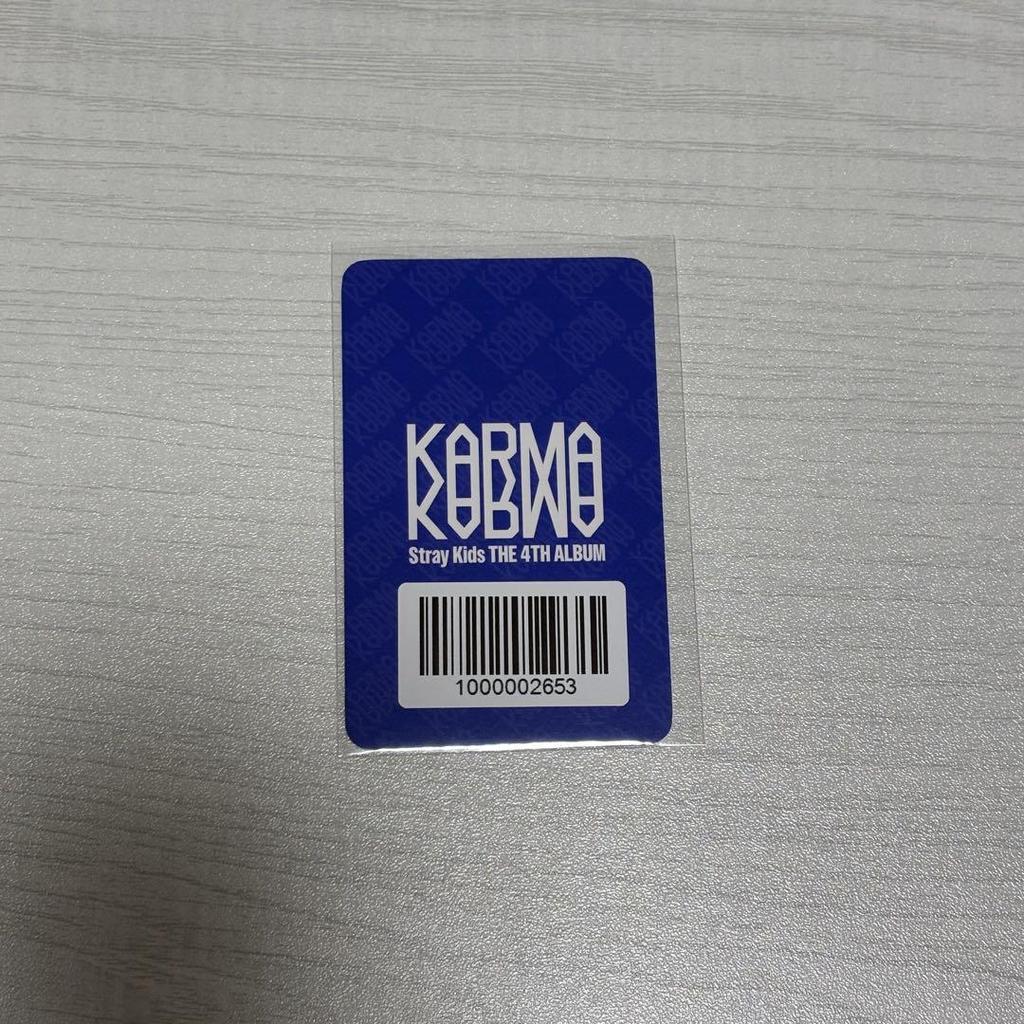 KARMA
Stray Kids THE 4TH ALBUM
1000002653